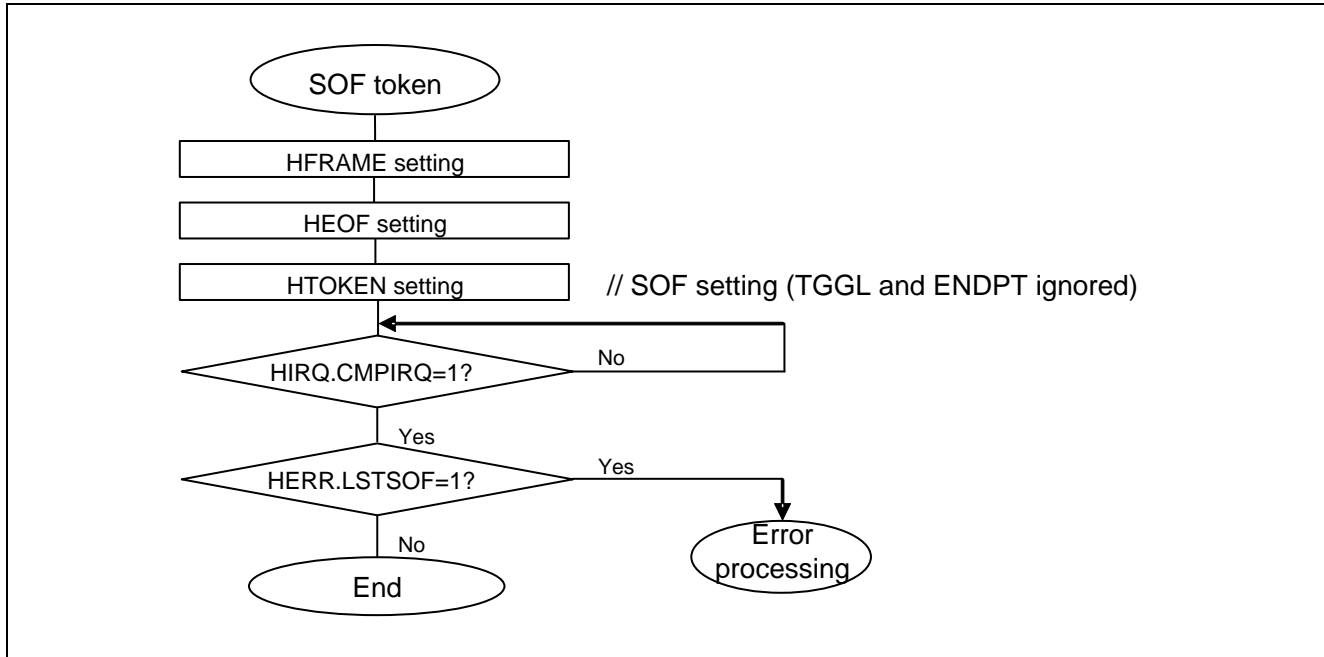 SOF token
HFRAME setting
HEOF setting
HTOKEN setting // SOF setting (TGGL and ENDPT ignored)
HIRQ.CMPIRQ=1? No
Yes
HERR.LSTSOF=1? Yes
No
Error
processing
End